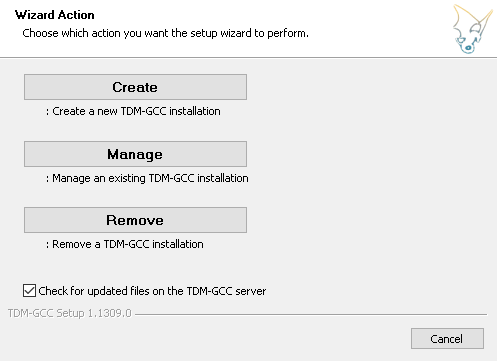 Wizard Action
Choose which action you want the setup wizard to perform.
Create
: Create a new TDM-GCC installation
Manage
: Manage an existing TDM-GCC installation
Remove
: Remove a TDM-GCC installation
Check for updated files on the TDM-GCC server
TDM-GCC Setup 1.1309.0
Cancel